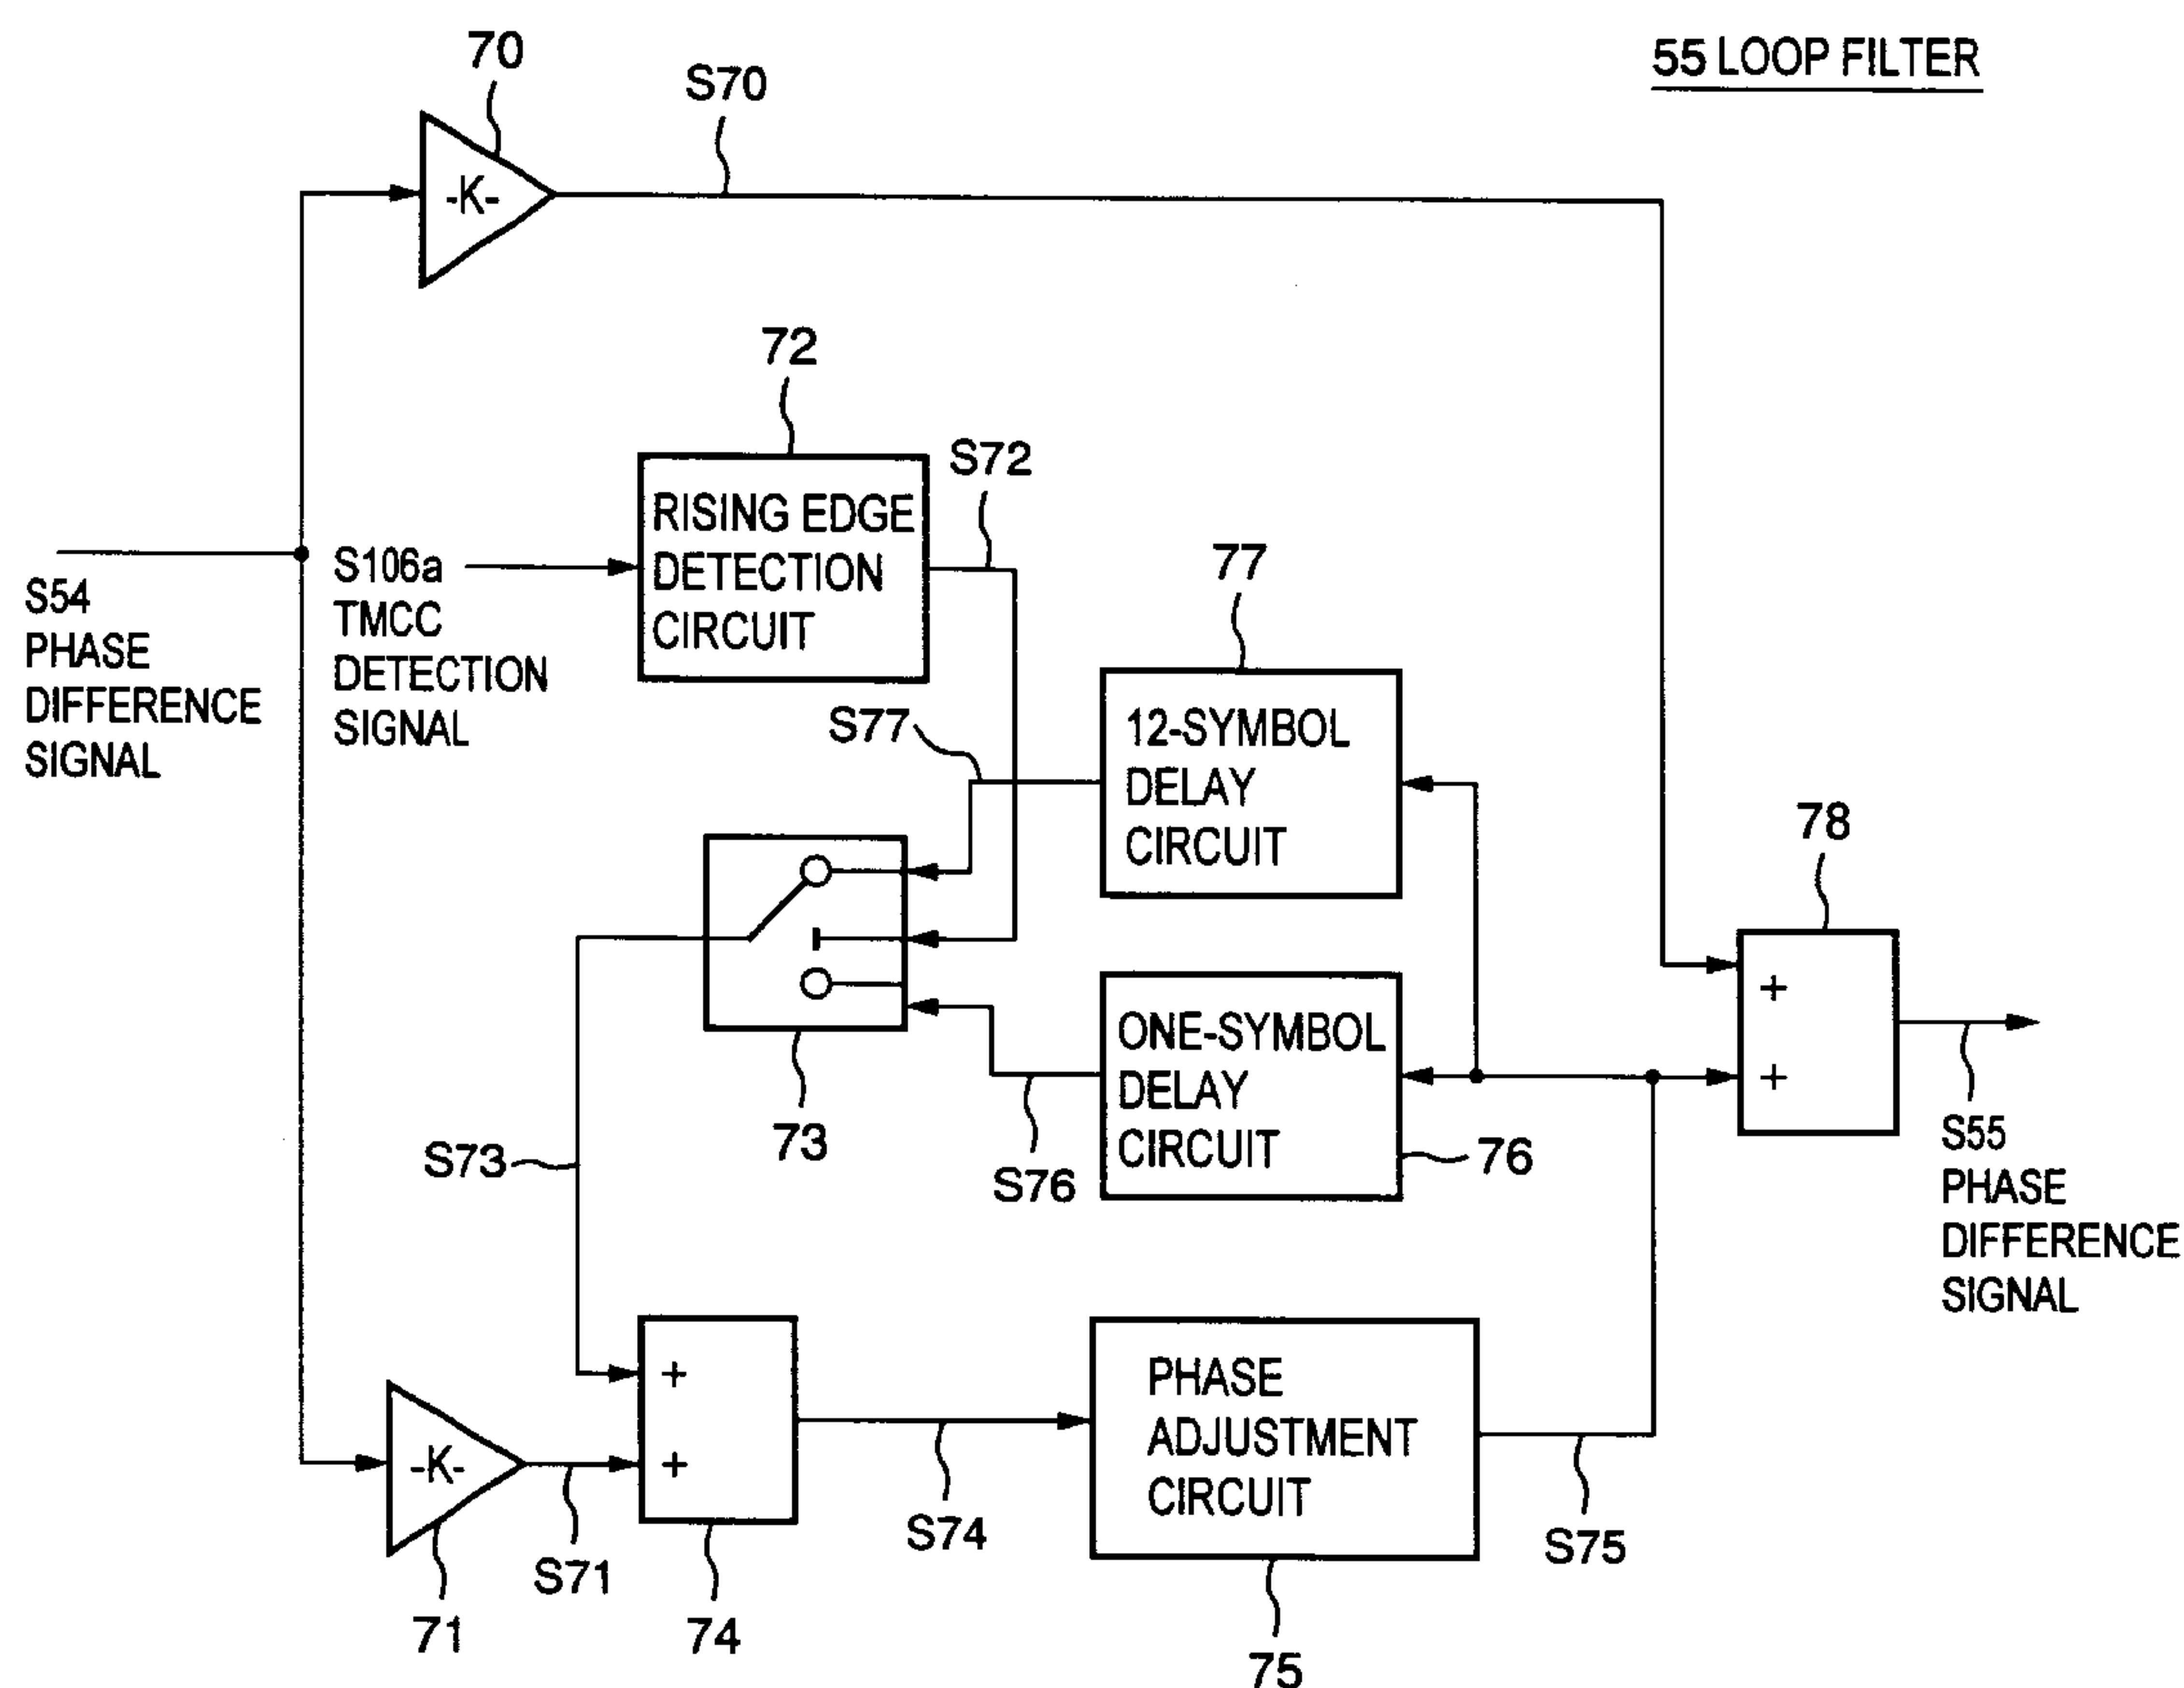 55 LOOP FILTER
70
S70
-K-
72
S72
RISING EDGE
DETECTION
CIRCUIT
S54
PHASE
DIFFERENCE
SIGNAL
S106a
TMCC
DETECTION
SIGNAL
77
S77
12-SYMBOL
DELAY
CIRCUIT
78
+
+
73
S73
ONE-SYMBOL
DELAY
CIRCUIT
76
S76
S55
PHASE
DIFFERENCE
SIGNAL
-K-
71
S71
+
+
74
S74
PHASE
ADJUSTMENT
CIRCUIT
75
S75